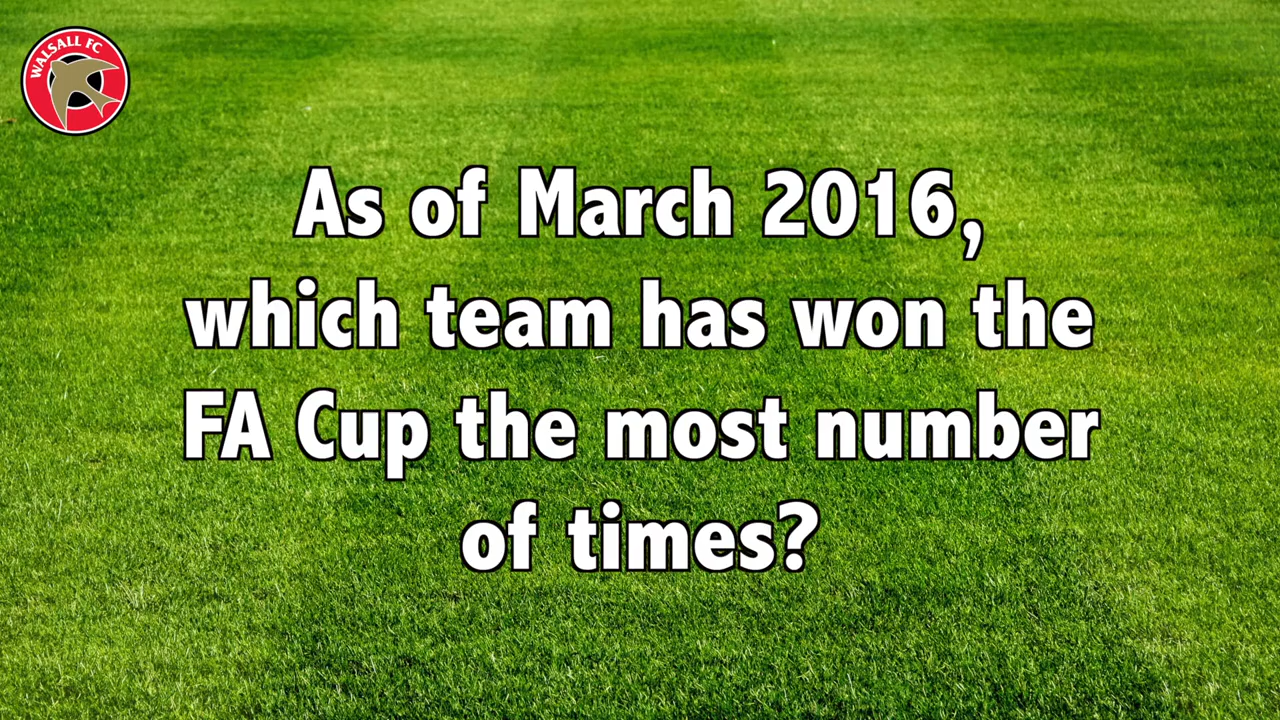 WALSALL FC
As of March 2016,
which team has won the
FA Cup the most number
of times?